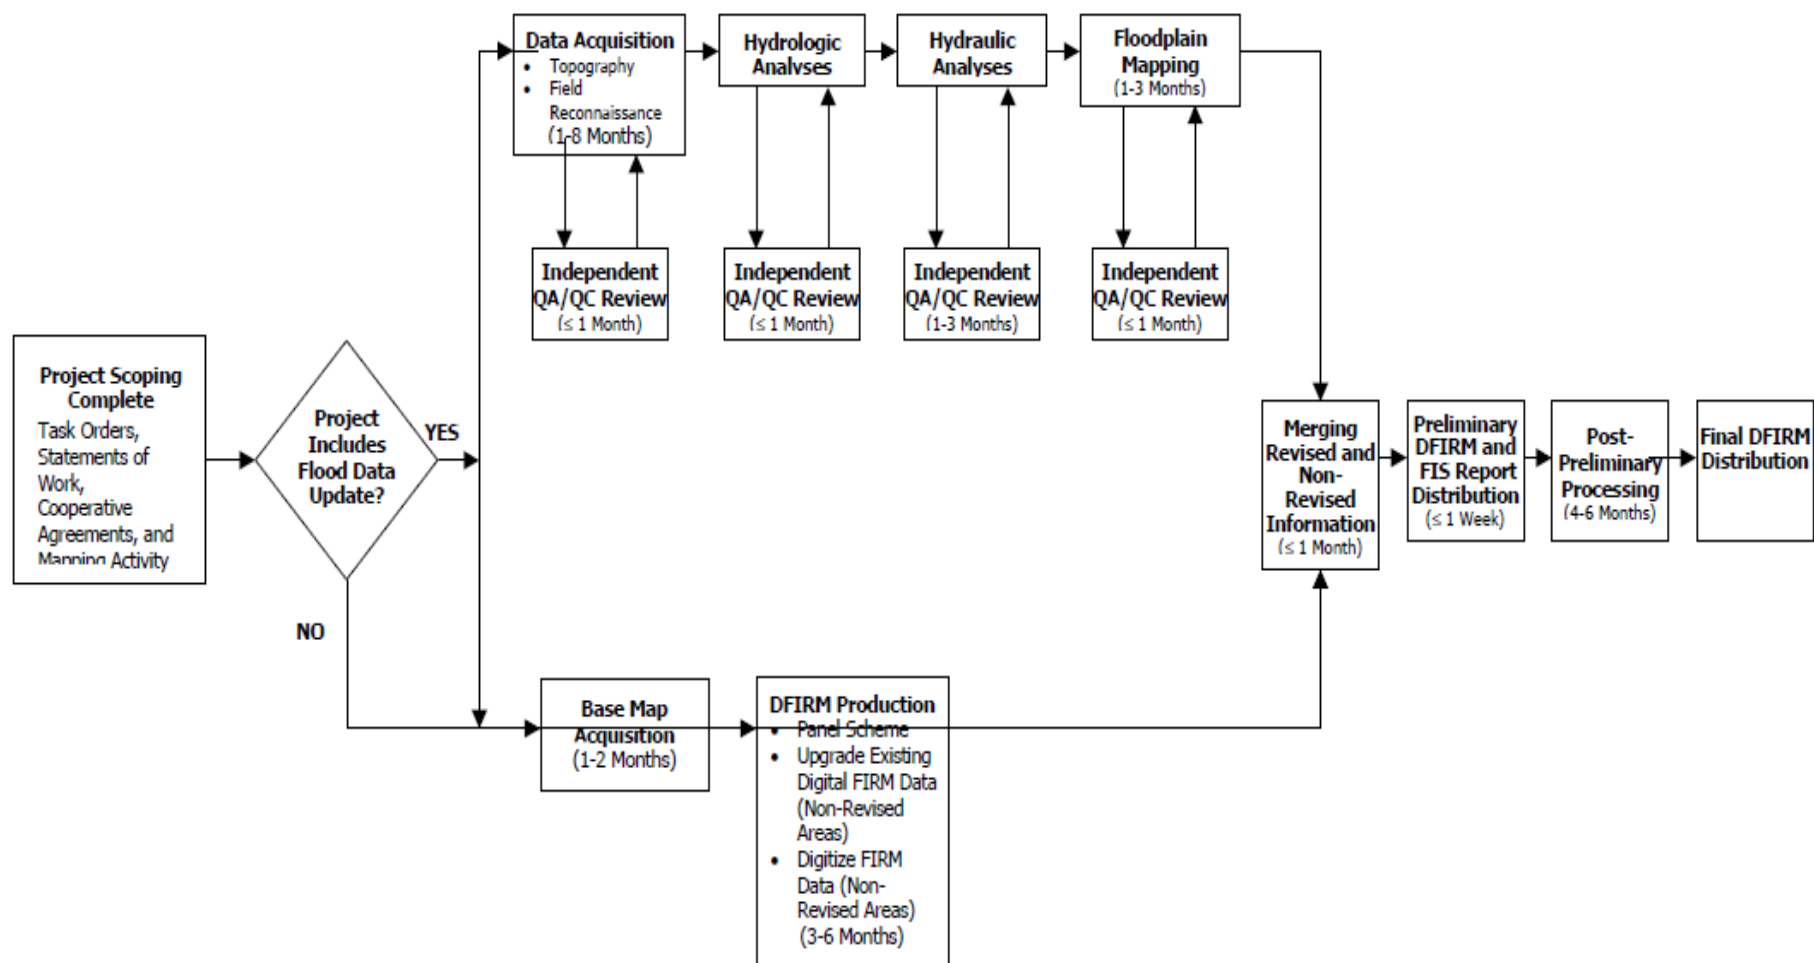 Data Acquisition
• Topography
• Field
Reconnaissance
(1-8 Months)
Hydrologic
Analyses
Hydraulic
Analyses
Floodplain
Mapping
(1-3 Months)
Independent
QA/QC Review
(≤ 1 Month)
Independent
QA/QC Review
(≤ 1 Month)
Independent
QA/QC Review
(1-3 Months)
Independent
QA/QC Review
(≤ 1 Month)
Project Scoping
Complete
Task Orders,
Statements of
Work,
Cooperative
Agreements, and
Mapping Activity
Project
Includes
Flood Data
Update?
YES
NO
Merging
Revised and
Non-
Revised
Information
(≤ 1 Month)
Preliminary
DFIRM and
FIS Report
Distribution
(≤ 1 Week)
Post-
Preliminary
Processing
(4-6 Months)
Final DFIRM
Distribution
Base Map
Acquisition
(1-2 Months)
DFIRM Production
• Panel Scheme
• Upgrade Existing
Digital FIRM Data
(Non-Revised
Areas)
• Digitize FIRM
Data (Non-
Revised Areas)
(3-6 Months)